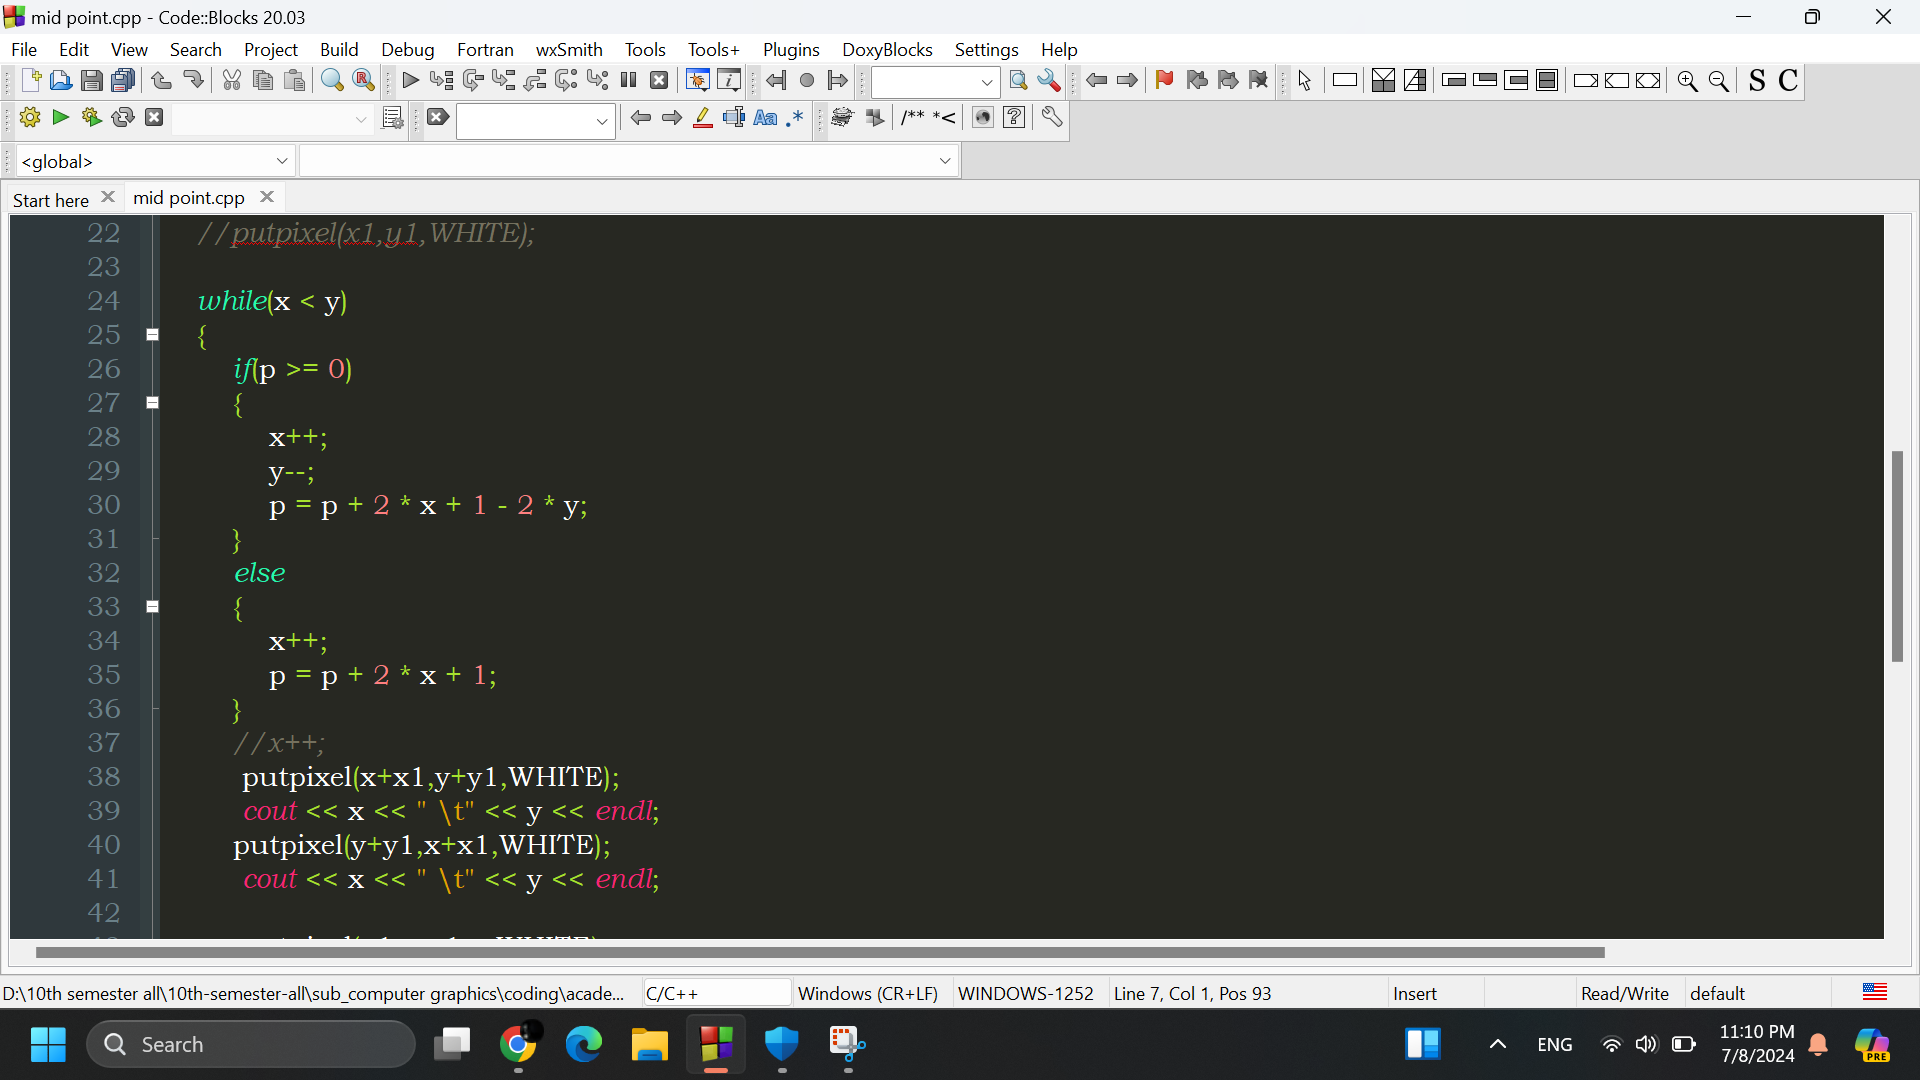 mid point.cpp - Code::Blocks 20.03
File Edit View Search Project Build Debug Fortran wxSmith Tools Tools+ Plugins DoxyBlocks Settings Help
S C
Aa .* /** *<
<global>
Start here mid point.cpp
22 //putpixel(x1,y1,WHITE);
23
24 while(x < y)
25 {
26 if(p >= 0)
27 {
28 x++;
29 y--;
30 p = p + 2 * x + 1 - 2 * y;
31 }
32 else
33 {
34 x++;
35 p = p + 2 * x + 1;
36 }
37 //x++;
38 putpixel(x+x1,y+y1,WHITE);
39 cout << x << " \t" << y << endl;
40 putpixel(y+y1,x+x1,WHITE);
41 cout << x << " \t" << y << endl;
42
D:\10th semester all\10th-semester-all\sub_computer graphics\coding\acade... C/C++ Windows (CR+LF) WINDOWS-1252 Line 7, Col 1, Pos 93 Insert Read/Write default
Search ENG 11:10 PM
7/8/2024
PRE